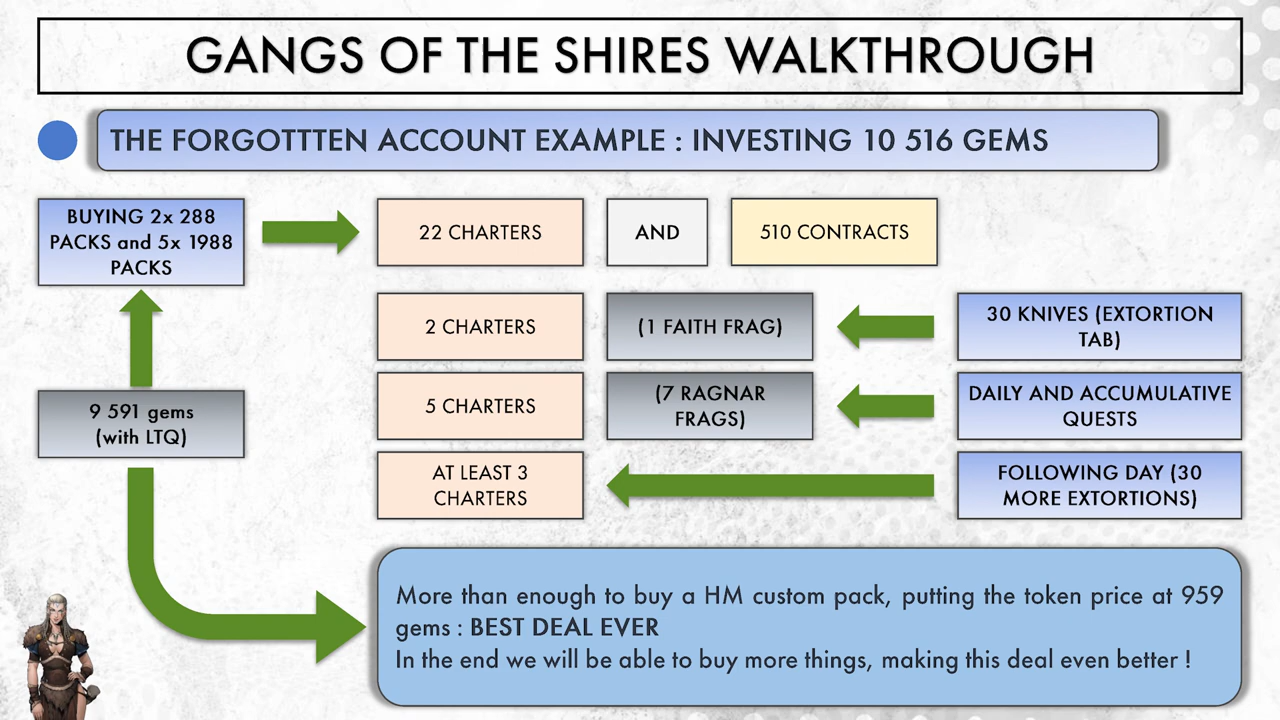 GANGS OF THE SHIRES WALKTHROUGH
THE FORGOTTTEN ACCOUNT EXAMPLE : INVESTING 10 516 GEMS
BUYING 2x 288
PACKS and 5x 1988
PACKS
22 CHARTERS
AND
510 CONTRACTS
2 CHARTERS
(1 FAITH FRAG)
30 KNIVES (EXTORTION
TAB)
9 591 gems
(with LTQ)
5 CHARTERS
(7 RAGNAR
FRAGS)
DAILY AND ACCUMULATIVE
QUESTS
AT LEAST 3
CHARTERS
FOLLOWING DAY (30
MORE EXTORTIONS)
More than enough to buy a HM custom pack, putting the token price at 959
gems : BEST DEAL EVER
In the end we will be able to buy more things, making this deal even better !